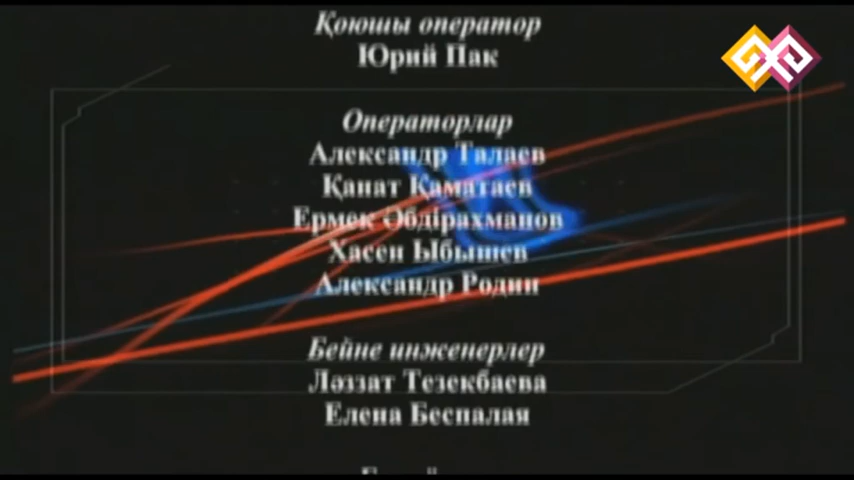 Қоюшы оператор
Юрий Пак
Операторлар
Александр Талаев
Қанат Қаматаев
Ермек Әбдірахманов
Хасен Ыбышев
Александр Родин
Бейне инженерлер
Ләззат Тезекбаева
Елена Беспалая